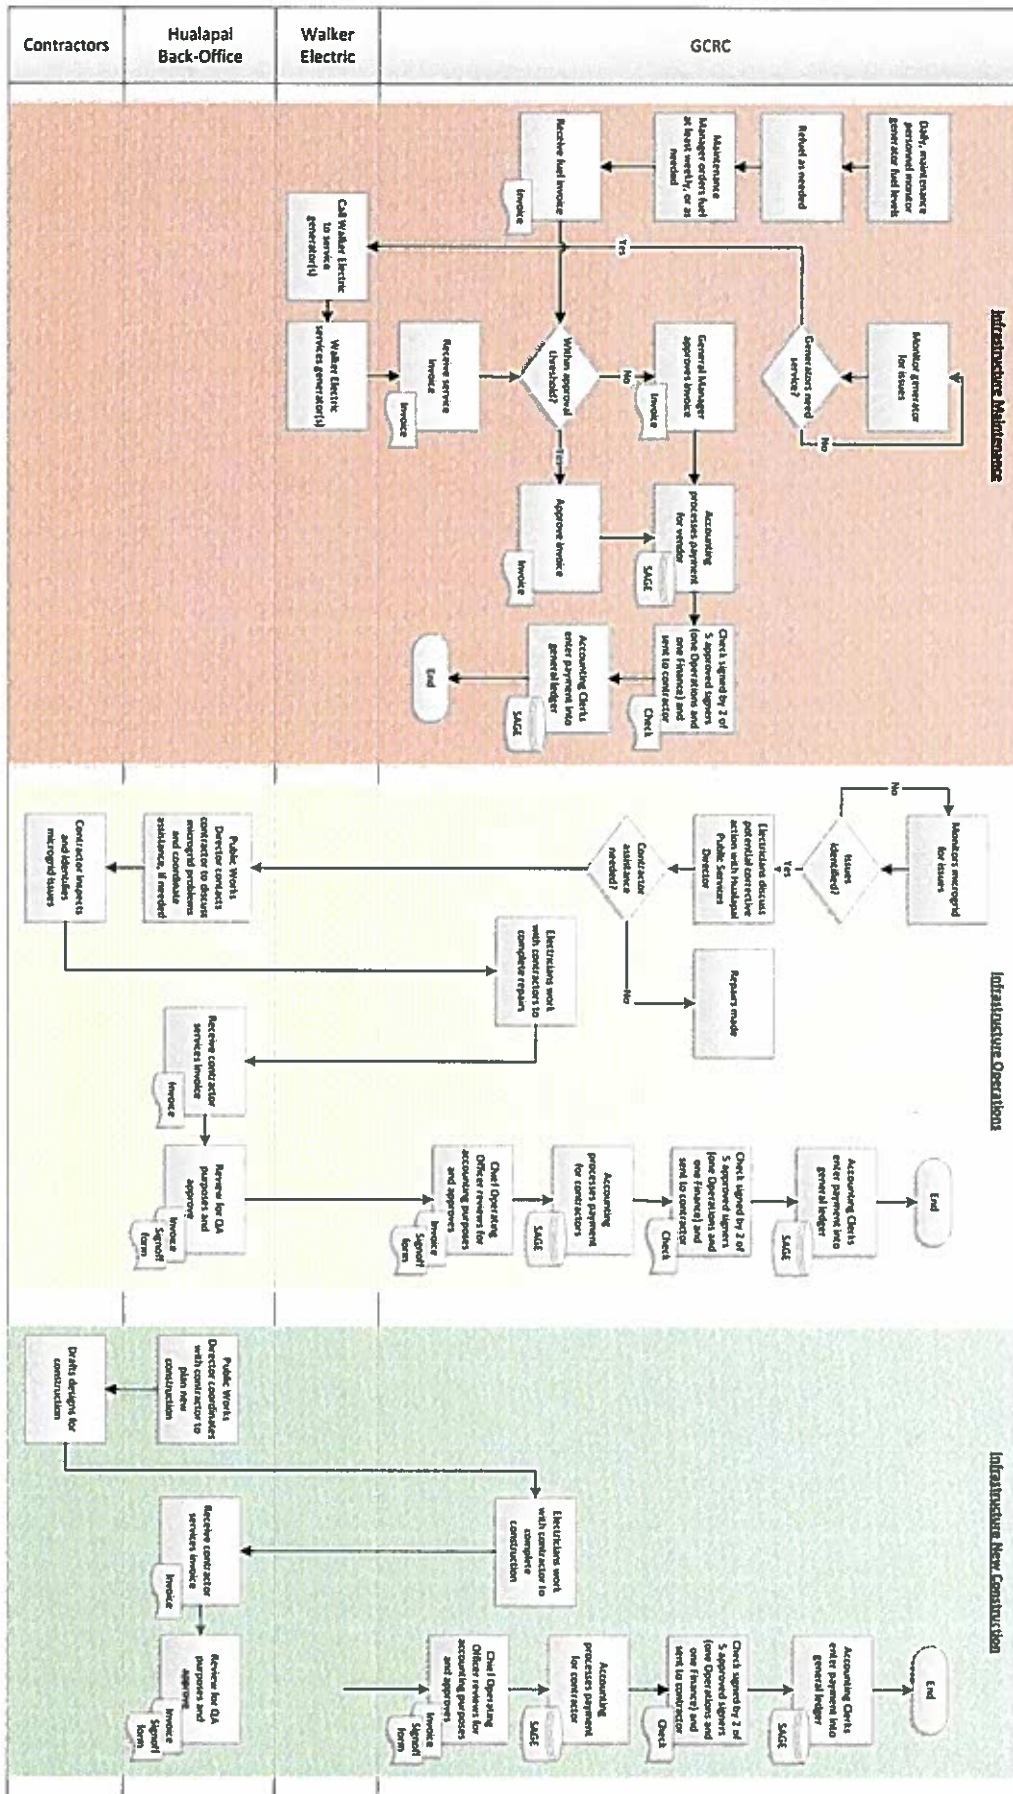 Contractors
Hualapai
Back-Office
Walker
Electric
GCRC
Infrastructure Maintenance
Daily, maintenance
personnel monitor
generator fuel levels
Refuel as needed
Maintenance
Manager orders fuel
at least weekly, or as
needed
Receive fuel invoice
Invoice
Monitor generator
for issues
Generators need
service?
No
Yes
Call Walker Electric
to service
generator(s)
Walker Electric
services generator(s)
Receive service
invoice
Invoice
Within approval
threshold?
No
Yes
General Manager
approves invoice
Invoice
Approve invoice
Invoice
Accounting
processes payment
for vendor
SAGE
Check signed by 2 of
5 approved signers
(one Operations and
one Finance) and
sent to contractor
Check
Accounting Clerks
enter payment into
general ledger
SAGE
End
Infrastructure Operations
Monitors microgrid
for issues
Issues
identified?
No
Yes
Electricians discuss
potential corrective
action with Hualapai
Public Services
Director
Contractor
assistance
needed?
No
Repairs made
Public Works
Director contacts
contractor to discuss
microgrid problems
and coordinate
assistance, if needed
Contractor inspects
and identifies
microgrid issues
Electricians work
with contractors to
complete repairs
Receive contractor
services invoice
Invoice
Review for QA
purposes and
approve
Invoice
Signoff
form
Chief Operating
Officer reviews for
accounting purposes
and approves
Invoice
Signoff
form
Accounting
processes payment
for contractors
SAGE
Check signed by 2 of
5 approved signers
(one Operations and
one Finance) and
sent to contractor
Check
Accounting Clerks
enter payment into
general ledger
SAGE
End
Infrastructure New Construction
Public Works
Director coordinates
with contractor to
plan new
construction
Drafts designs for
construction
Electricians work
with contractor to
complete
construction
Receive contractor
services invoice
Invoice
Review for QA
purposes and
approve
Invoice
Signoff
form
Chief Operating
Officer reviews for
accounting purposes
and approves
Invoice
Signoff
form
Accounting
processes payment
for contractor
SAGE
Check signed by 2 of
5 approved signers
(one Operations and
one Finance) and
sent to contractor
Check
Accounting Clerks
enter payment into
general ledger
SAGE
End